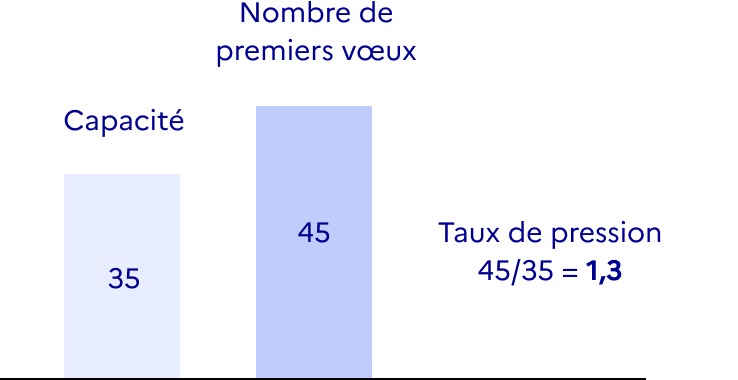 Nombre de
premiers vœux
Capacité
45
35
Taux de pression
45/35 = 1,3